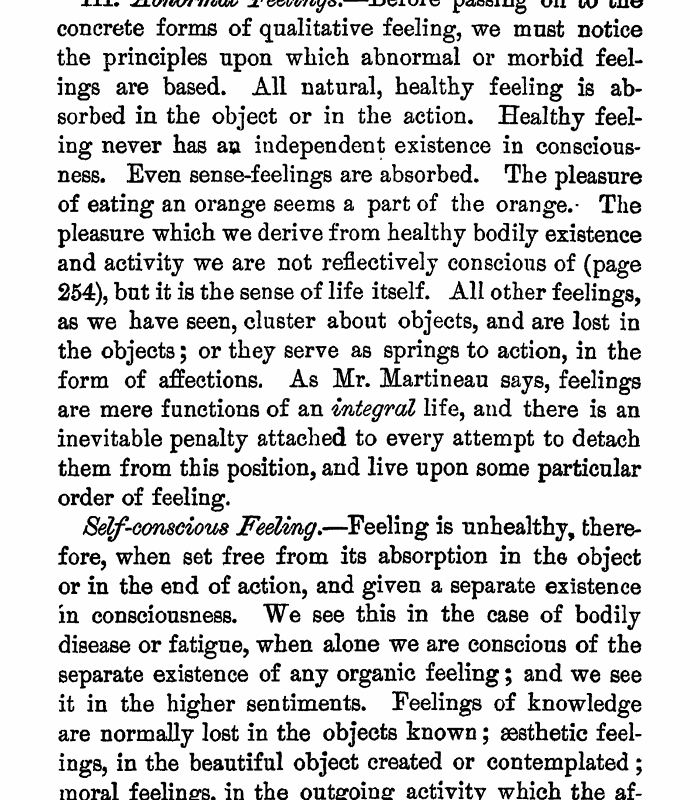 III. Abnormal Feelings.—Before passing on to the
concrete forms of qualitative feeling, we must notice
the principles upon which abnormal or morbid feel-
ings are based. All natural, healthy feeling is ab-
sorbed in the object or in the action. Healthy feel-
ing never has an independent existence in conscious-
ness. Even sense-feelings are absorbed. The pleasure
of eating an orange seems a part of the orange. The
pleasure which we derive from healthy bodily existence
and activity we are not reflectively conscious of (page
254), but it is the sense of life itself. All other feelings,
as we have seen, cluster about objects, and are lost in
the objects; or they serve as springs to action, in the
form of affections. As Mr. Martineau says, feelings
are mere functions of an integral life, and there is an
inevitable penalty attached to every attempt to detach
them from this position, and live upon some particular
order of feeling.
Self-conscious Feeling.—Feeling is unhealthy, there-
fore, when set free from its absorption in the object
or in the end of action, and given a separate existence
in consciousness. We see this in the case of bodily
disease or fatigue, when alone we are conscious of the
separate existence of any organic feeling; and we see
it in the higher sentiments. Feelings of knowledge
are normally lost in the objects known; æsthetic feel-
ings, in the beautiful object created or contemplated;
moral feelings, in the outgoing activity which the af-